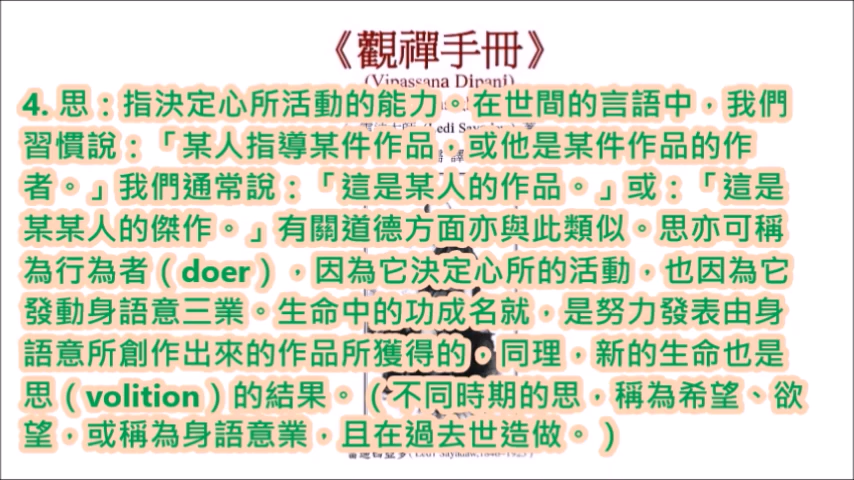 《觀禪手冊》
(Vipassana Dipani)
4. 思：指決定心所活動的能力。在世間的言語中，我們
習慣說：「某人指導某件作品，或他是某件作品的作
者。」我們通常說：「這是某人的作品。」或：「這是
某某人的傑作。」有關道德方面亦與此類似。思亦可稱
為行為者（doer），因為它決定心所的活動，也因為它
發動身語意三業。生命中的功成名就，是努力發表由身
語意所創作出來的作品所獲得的。同理，新的生命也是
思（volition）的結果。（不同時期的思，稱為希望、欲
望，或稱為身語意業，且在過去世造做。）